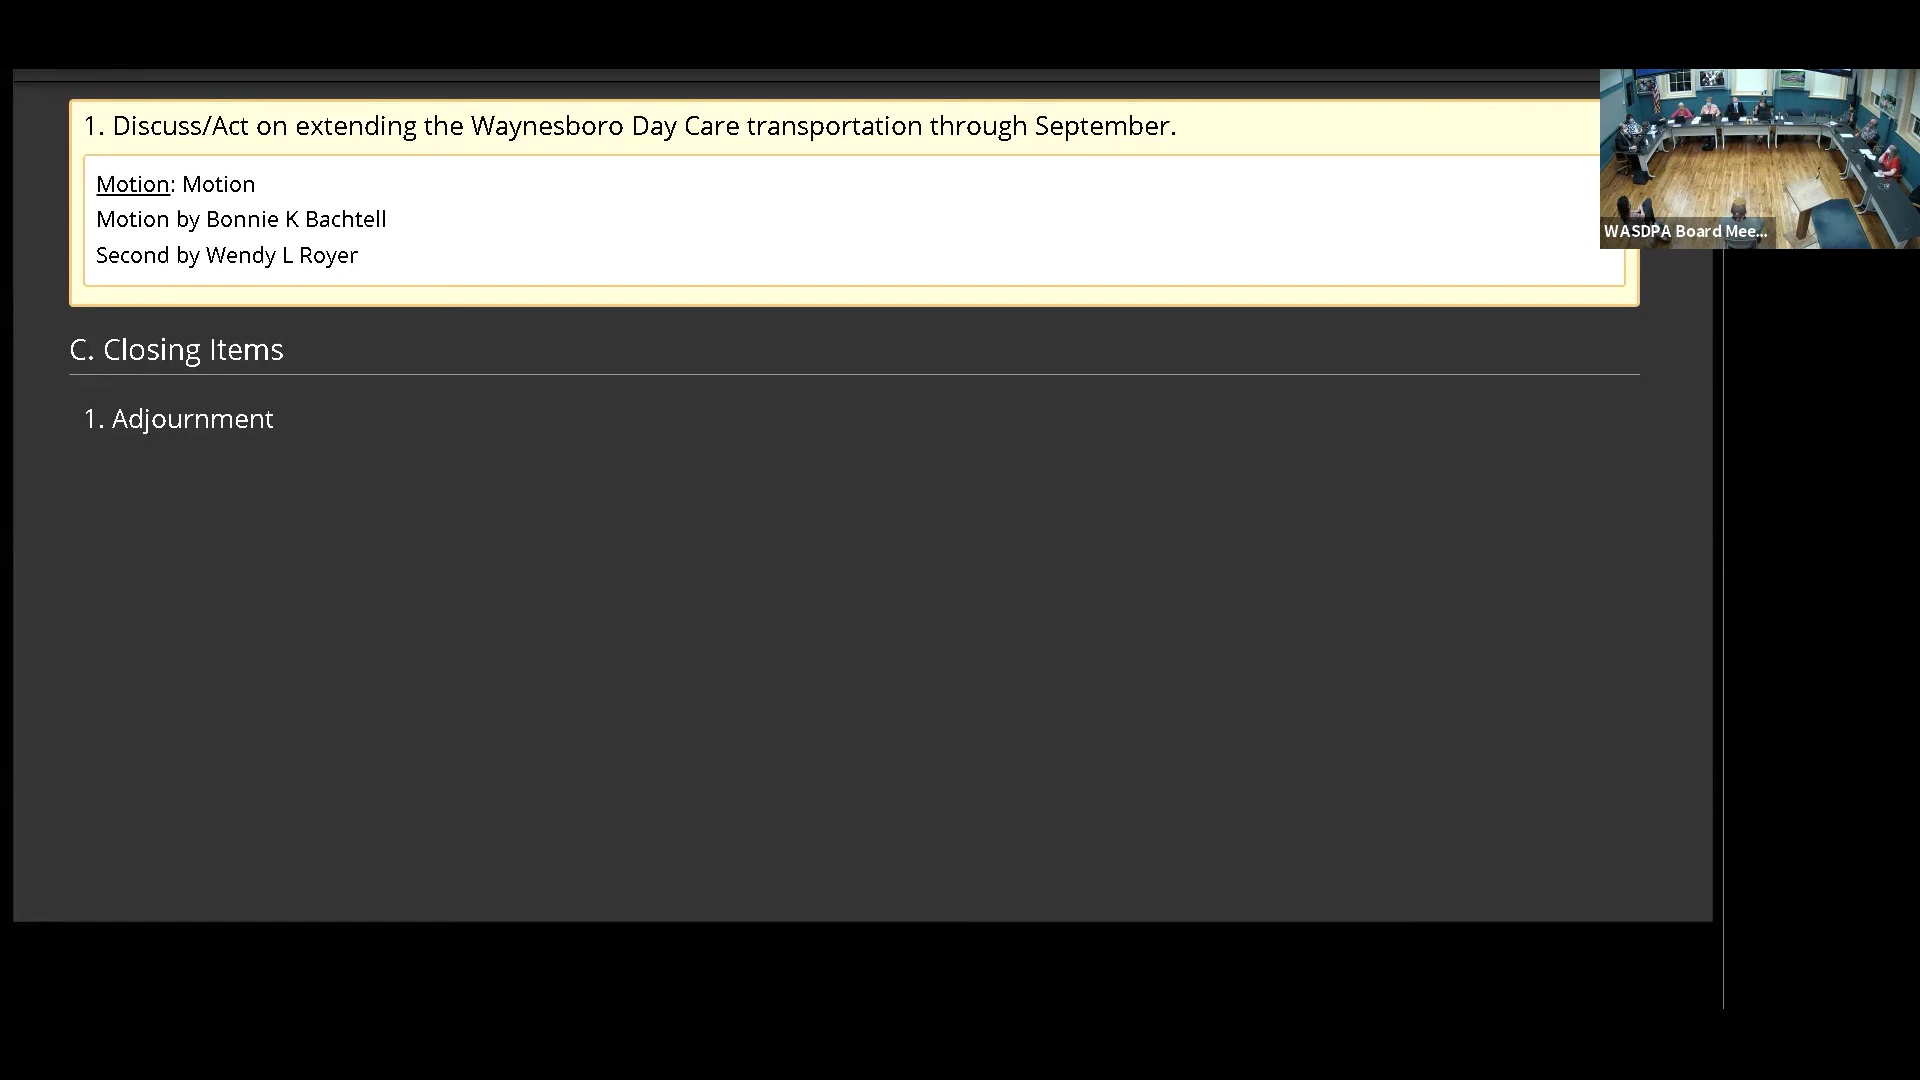 1. Discuss/Act on extending the Waynesboro Day Care transportation through September.
Motion: Motion
Motion by Bonnie K Bachtell
Second by Wendy L Royer
WASDPA Board Mee...
C. Closing Items
1. Adjournment